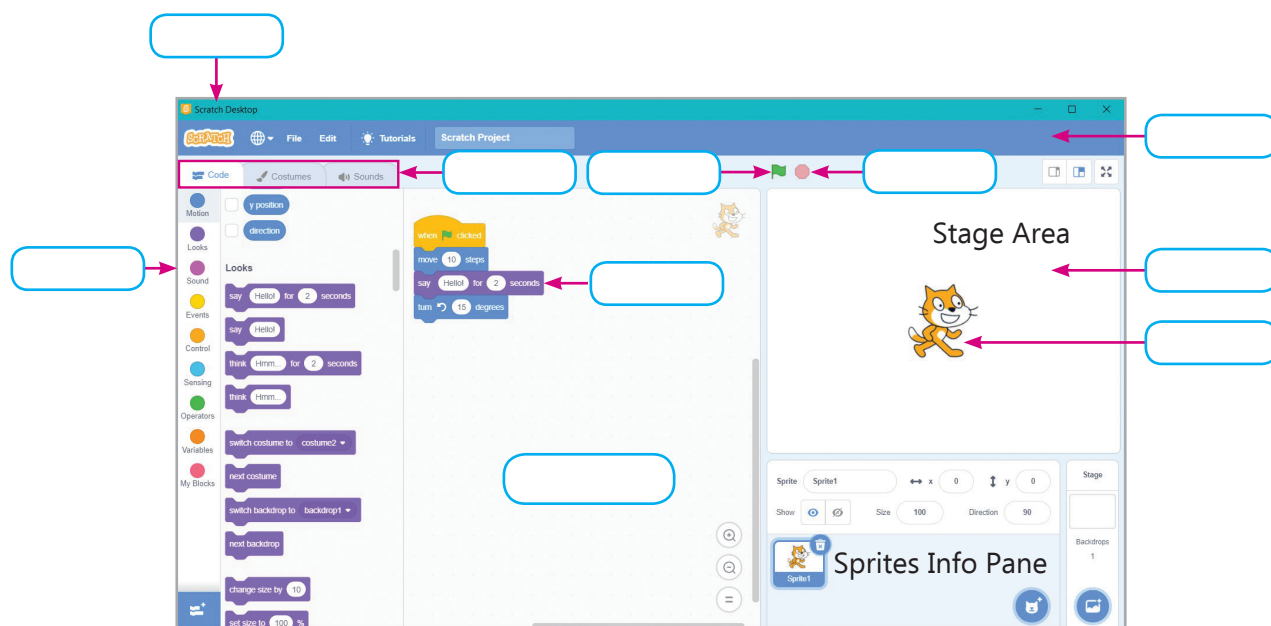 Scratch Desktop
SCRATCH File Edit Tutorials Scratch Project
Code Costumes Sounds
Motion
Looks
Sound
Events
Control
Sensing
Operators
Variables
My Blocks
y position
direction
Looks
say Hello! for 2 seconds
say Hello!
think Hmm... for 2 seconds
think Hmm...
switch costume to costume2
next costume
switch backdrop to backdrop1
next backdrop
change size by 10
set size to 100 %
when clicked
move 10 steps
say Hello! for 2 seconds
turn 15 degrees
Stage Area
Sprite Sprite1 x 0 y 0
Show Size 100 Direction 90
Sprite1
Sprites Info Pane
Stage
Backdrops
1